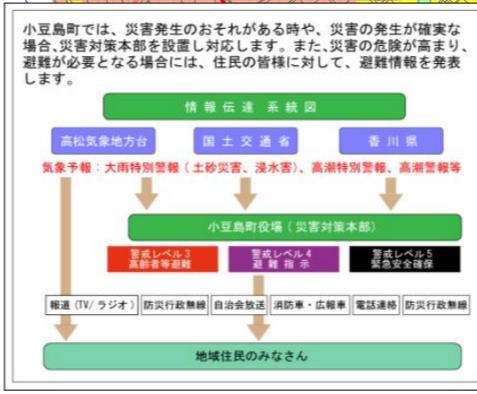 小豆島町では、災害発生のおそれがある時や、災害の発生が確実な
場合、災害対策本部を設置し対応します。また、災害の危険が高まり、
避難が必要となる場合には、住民の皆様に対して、避難情報を発表
します。
情報伝達系統図
高松気象地方台 国土交通省 香川県
気象予報：大雨特別警報（土砂災害、浸水害）、高潮特別警報、高潮警報等
小豆島町役場（災害対策本部）
警戒レベル3 警戒レベル4 警戒レベル5
高齢者等避難 避難指示 緊急安全確保
報道（TV/ラジオ） 防災行政無線 自治会放送 消防車・広報車 電話連絡 防災行政無線
地域住民のみなさん